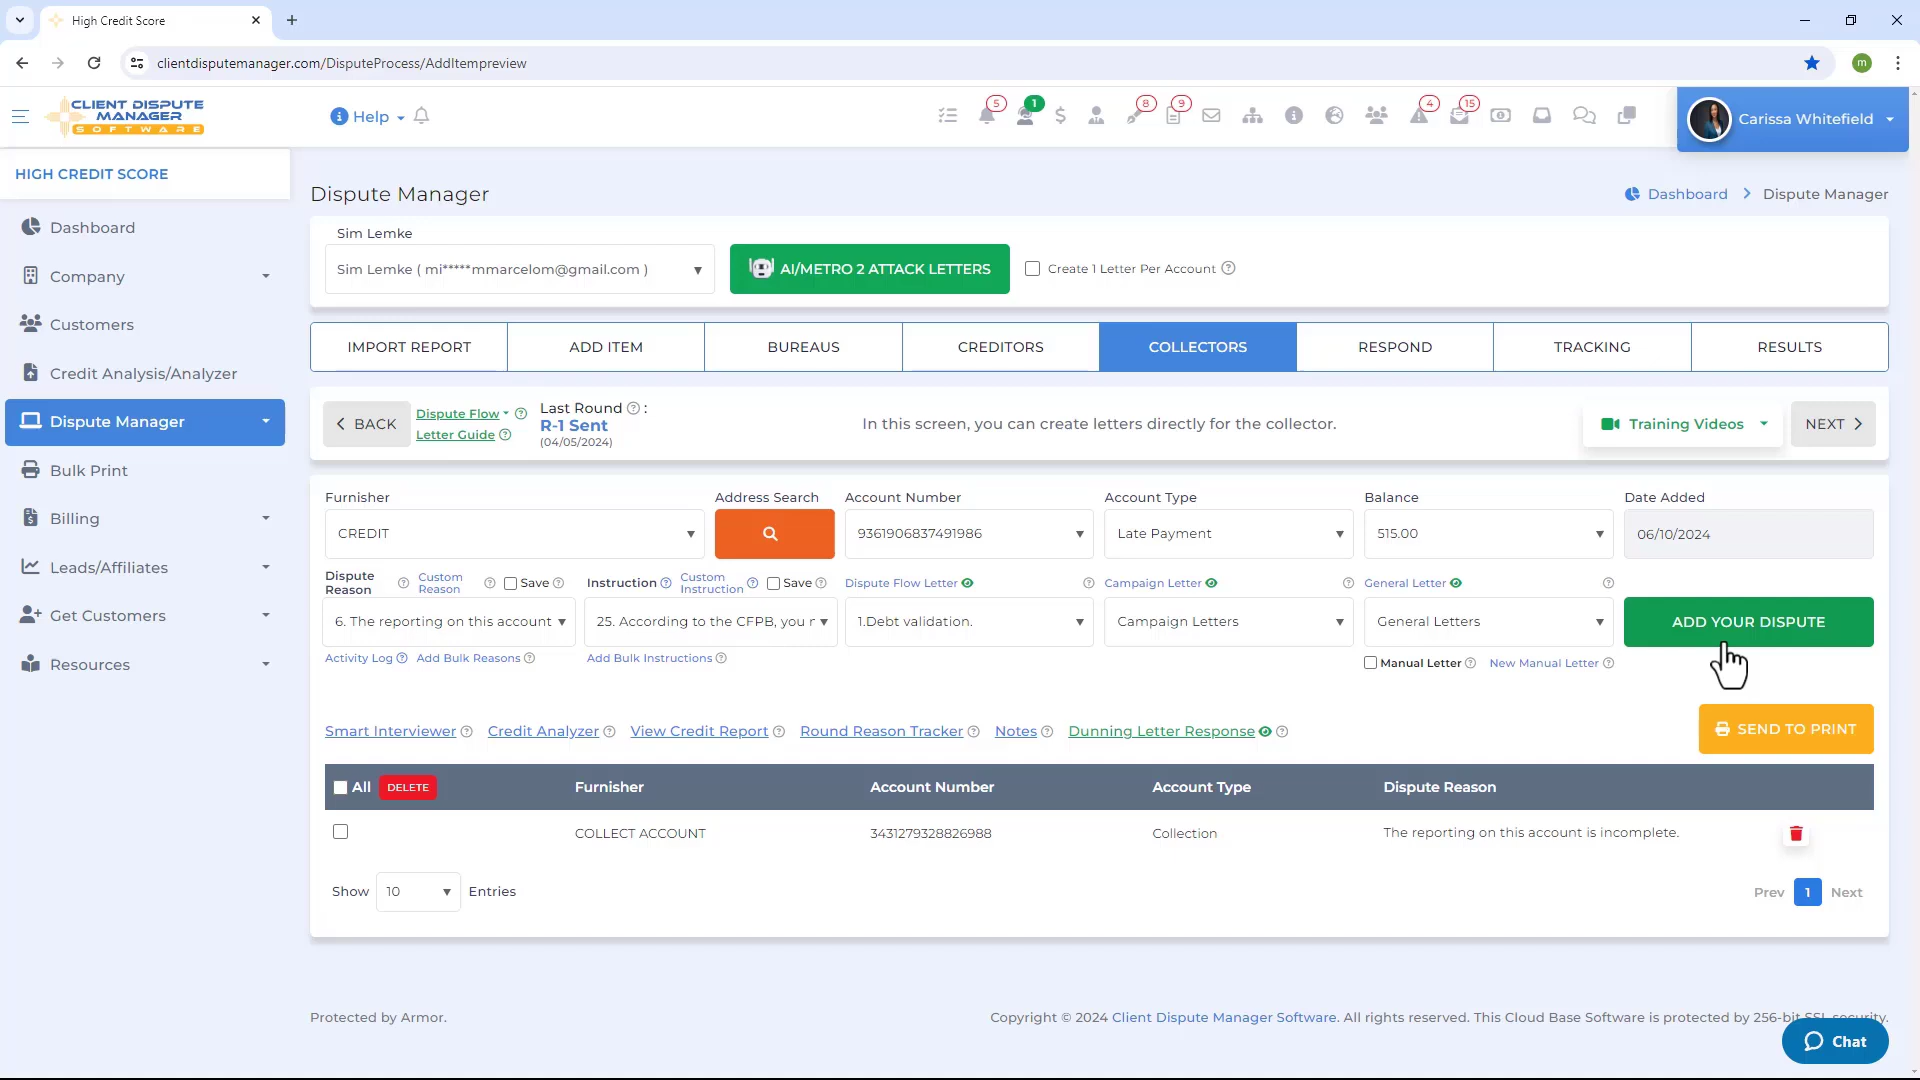 High Credit Score
clientdisputemanager.com/DisputeProcess/AddItempreview
m
CLIENT DISPUTE
MANAGER
SOFTWARE
Help
5
1
8
9
4
15
Carissa Whitefield
HIGH CREDIT SCORE
Dashboard
Company
Customers
Credit Analysis/Analyzer
Dispute Manager
Bulk Print
Billing
Leads/Affiliates
Get Customers
Resources
Dispute Manager
Dashboard > Dispute Manager
Sim Lemke
Sim Lemke ( mi*****mmarcelom@gmail.com )
AI/METRO 2 ATTACK LETTERS
Create 1 Letter Per Account
IMPORT REPORT
ADD ITEM
BUREAUS
CREDITORS
COLLECTORS
RESPOND
TRACKING
RESULTS
BACK
Dispute Flow
Letter Guide
Last Round :
R-1 Sent
(04/05/2024)
In this screen, you can create letters directly for the collector.
Training Videos
NEXT
Furnisher
Address Search
Account Number
Account Type
Balance
Date Added
CREDIT
9361906837491986
Late Payment
515.00
06/10/2024
Dispute
Reason
Custom
Reason
Save
Instruction
Custom
Instruction
Save
Dispute Flow Letter
Campaign Letter
General Letter
6. The reporting on this account
25. According to the CFPB, you r
1.Debt validation.
Campaign Letters
General Letters
ADD YOUR DISPUTE
Activity Log
Add Bulk Reasons
Add Bulk Instructions
Manual Letter
New Manual Letter
Smart Interviewer
Credit Analyzer
View Credit Report
Round Reason Tracker
Notes
Dunning Letter Response
SEND TO PRINT
All
DELETE
Furnisher
Account Number
Account Type
Dispute Reason
COLLECT ACCOUNT
3431279328826988
Collection
The reporting on this account is incomplete.
Show 10 Entries
Prev 1 Next
Protected by Armor.
Copyright © 2024 Client Dispute Manager Software. All rights reserved. This Cloud Base Software is protected by 256-bit SSL security.
Chat